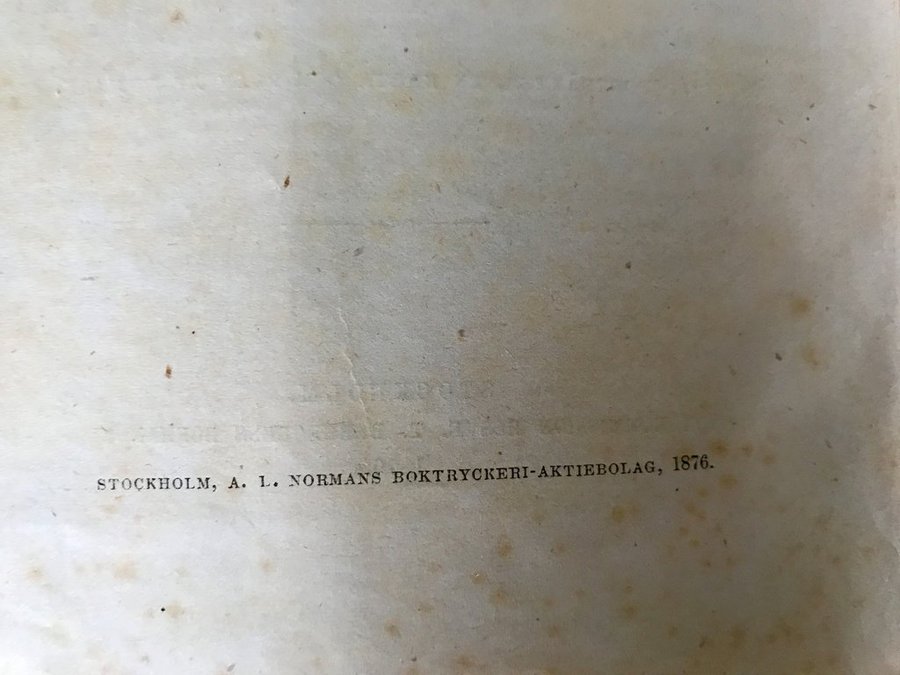 STOCKHOLM, A. L. NORMANS BOKTRYCKERI-AKTIEBOLAG, 1876.